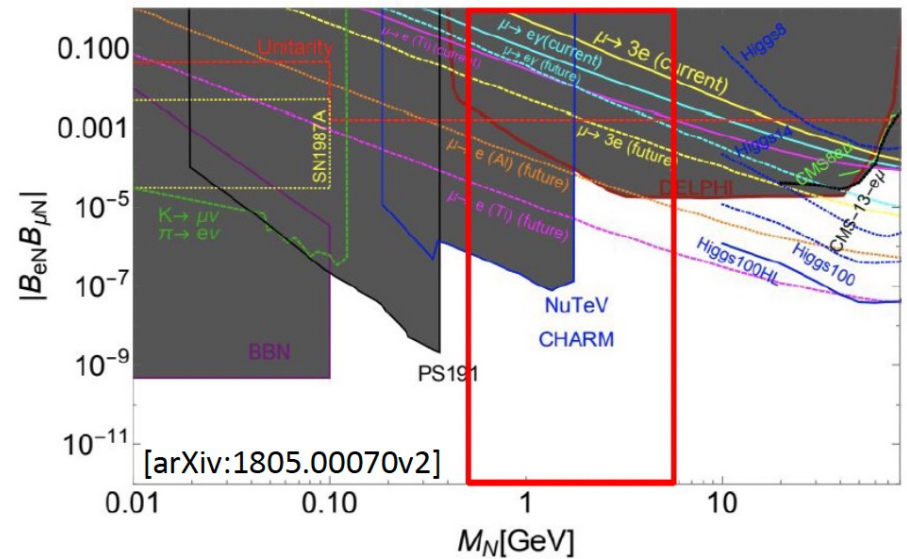 |B_eN B_μN|
0.100
0.001
10^-5
10^-7
10^-9
10^-11
Unitarity
SN1987A
K→ μν
π→ eν
BBN
PS191
μ→ e (Ti)(current)
μ→ eγ(current)
μ→ eγ (future)
μ→ 3e (current)
μ→ 3e (future)
μ→ e (Al) (future)
μ→ e (Ti) (future)
DELPHI
NuTeV
CHARM
Higgs8
Higgs14
CMS8eμ
CMS-13-eμ
Higgs100
Higgs100HL
[arXiv:1805.00070v2]
0.01
0.10
1
10
M_N[GeV]